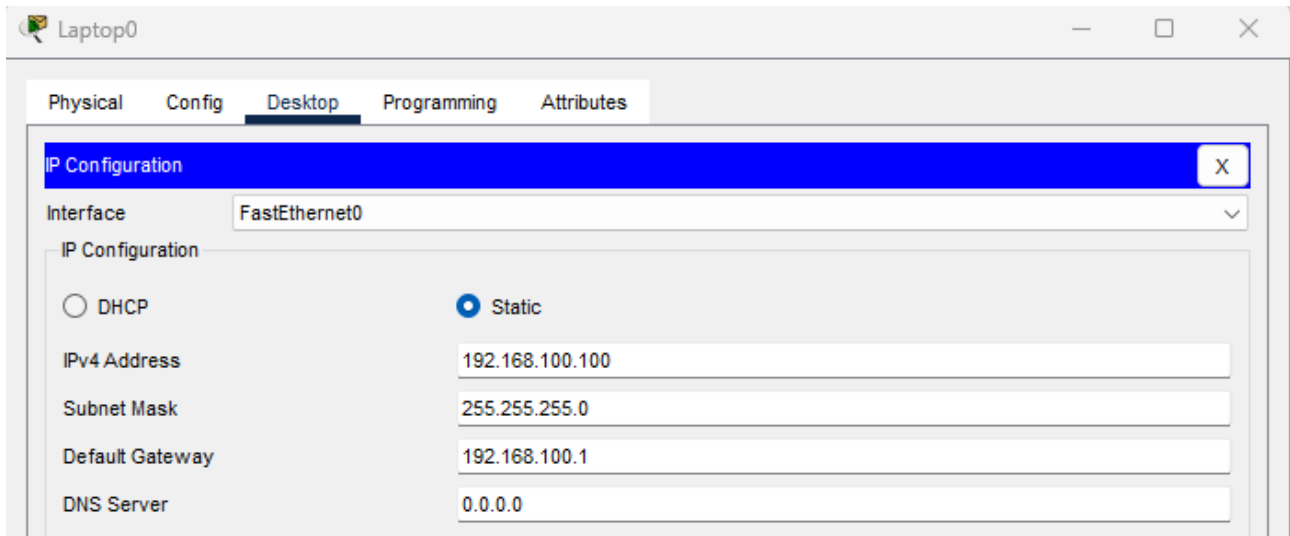 Laptop0
Physical Config Desktop Programming Attributes
IP Configuration X
Interface FastEthernet0
IP Configuration
DHCP Static
IPv4 Address 192.168.100.100
Subnet Mask 255.255.255.0
Default Gateway 192.168.100.1
DNS Server 0.0.0.0